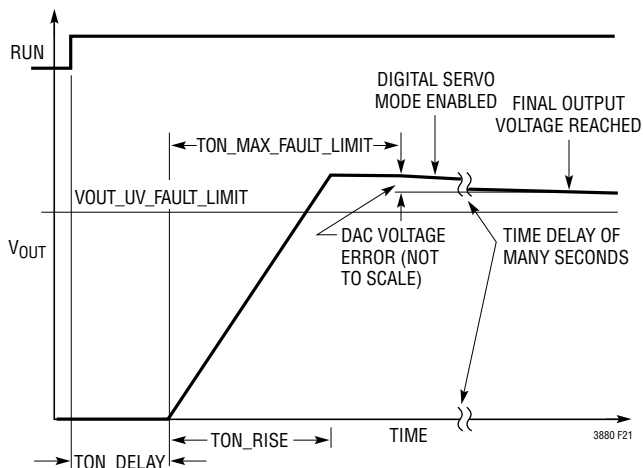 RUN
DIGITAL SERVO
MODE ENABLED
FINAL OUTPUT
VOLTAGE REACHED
TON_MAX_FAULT_LIMIT
VOUT_UV_FAULT_LIMIT
VOUT
DAC VOLTAGE
ERROR (NOT
TO SCALE)
TIME DELAY OF
MANY SECONDS
TON_RISE
TIME
3880 F21
TON_DELAY